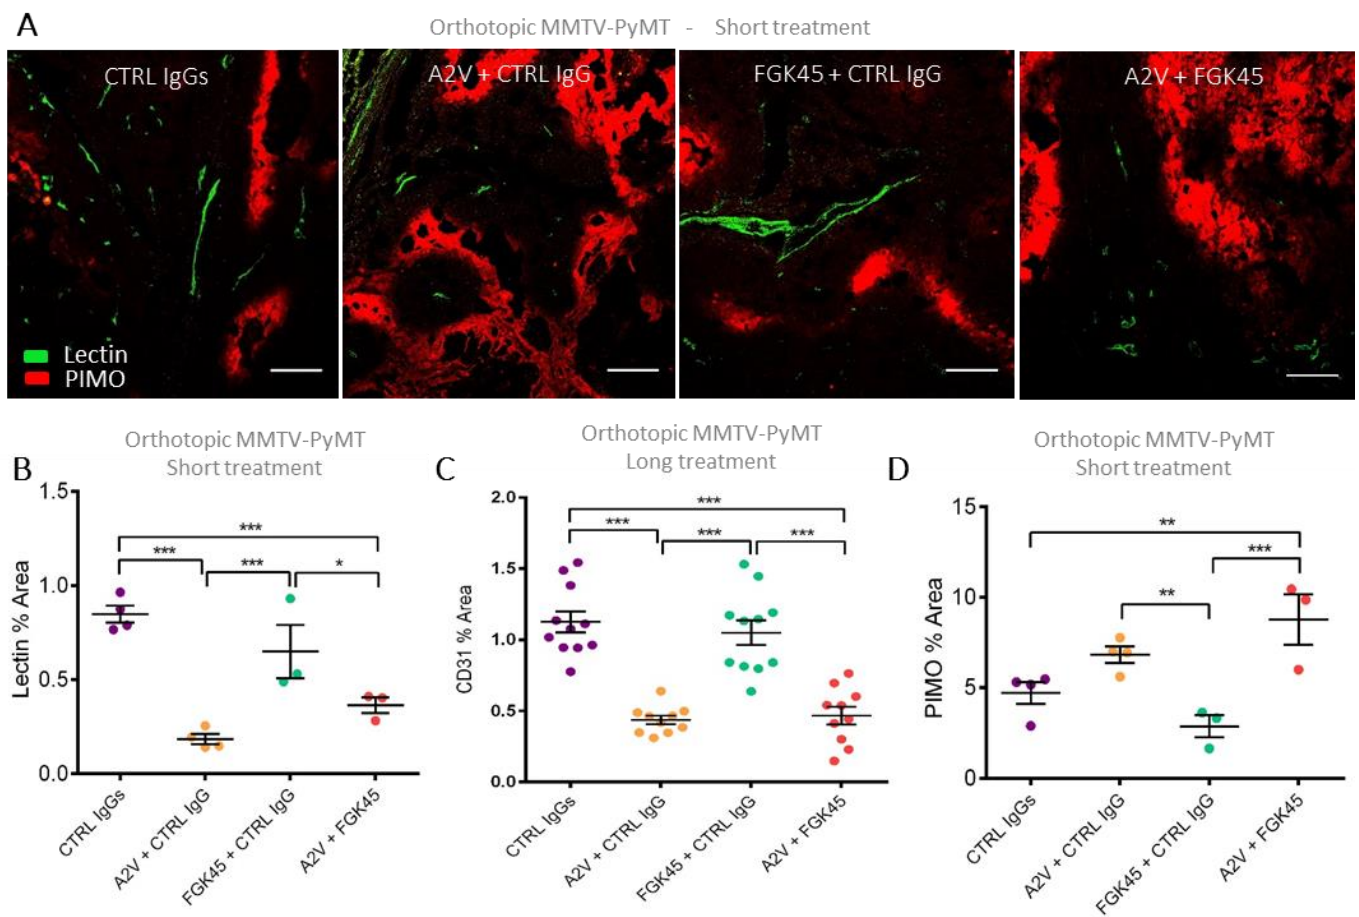 A
Orthotopic MMTV-PyMT - Short treatment
CTRL IgGs
A2V + CTRL IgG
FGK45 + CTRL IgG
A2V + FGK45
Lectin
PIMO
B
Orthotopic MMTV-PyMT
Short treatment
1.5
1.0
0.5
0.0
Lectin % Area
***
***
***
*
CTRL IgGs
A2V + CTRL IgG
FGK45 + CTRL IgG
A2V + FGK45
C
Orthotopic MMTV-PyMT
Long treatment
2.0
1.5
1.0
0.5
0.0
CD31 % Area
***
***
***
***
CTRL IgGs
A2V + CTRL IgG
FGK45 + CTRL IgG
A2V + FGK45
D
Orthotopic MMTV-PyMT
Short treatment
15
10
5
0
PIMO % Area
**
***
**
CTRL IgGs
A2V + CTRL IgG
FGK45 + CTRL IgG
A2V + FGK45